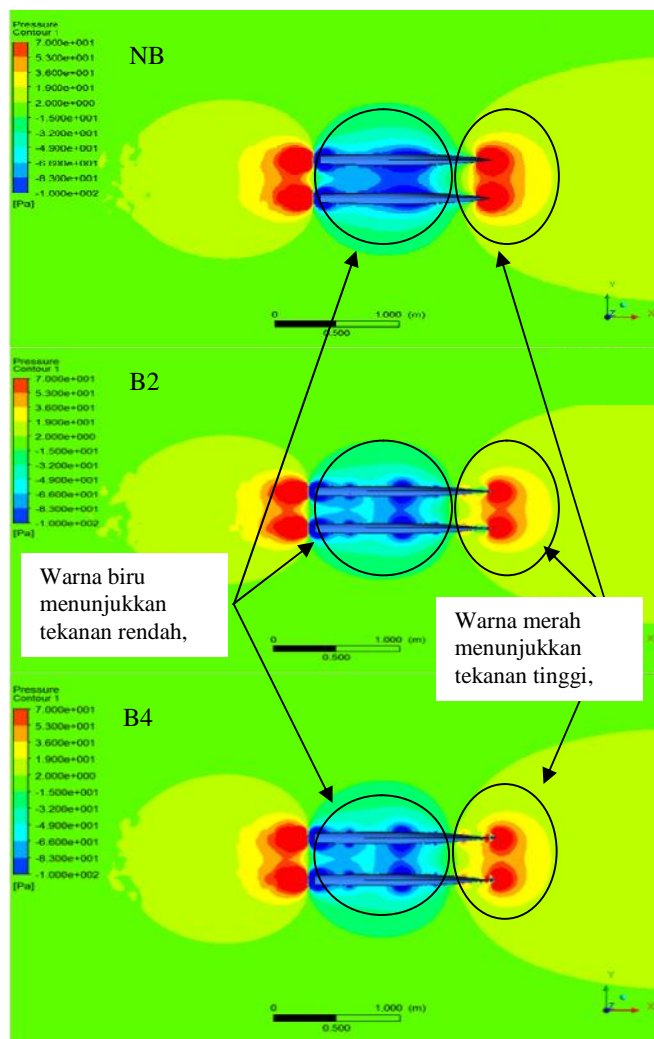 Pressure
Contour 1
7.000e+001
5.300e+001
3.600e+001
1.900e+001
2.000e+000
-1.500e+001
-3.200e+001
-4.900e+001
-6.600e+001
-8.300e+001
-1.000e+002
[Pa]
NB
0 1.000 (m)
0.500
Y
Z X
Pressure
Contour 1
7.000e+001
5.300e+001
3.600e+001
1.900e+001
2.000e+000
-1.500e+001
-3.200e+001
-4.900e+001
-6.600e+001
-8.300e+001
-1.000e+002
[Pa]
B2
Warna biru
menunjukkan
tekanan rendah,
Warna merah
menunjukkan
tekanan tinggi,
0 1.000 (m)
0.500
Pressure
Contour 1
7.000e+001
5.300e+001
3.600e+001
1.900e+001
2.000e+000
-1.500e+001
-3.200e+001
-4.900e+001
-6.600e+001
-8.300e+001
-1.000e+002
[Pa]
B4
0 1.000 (m)
0.500
Y
Z X